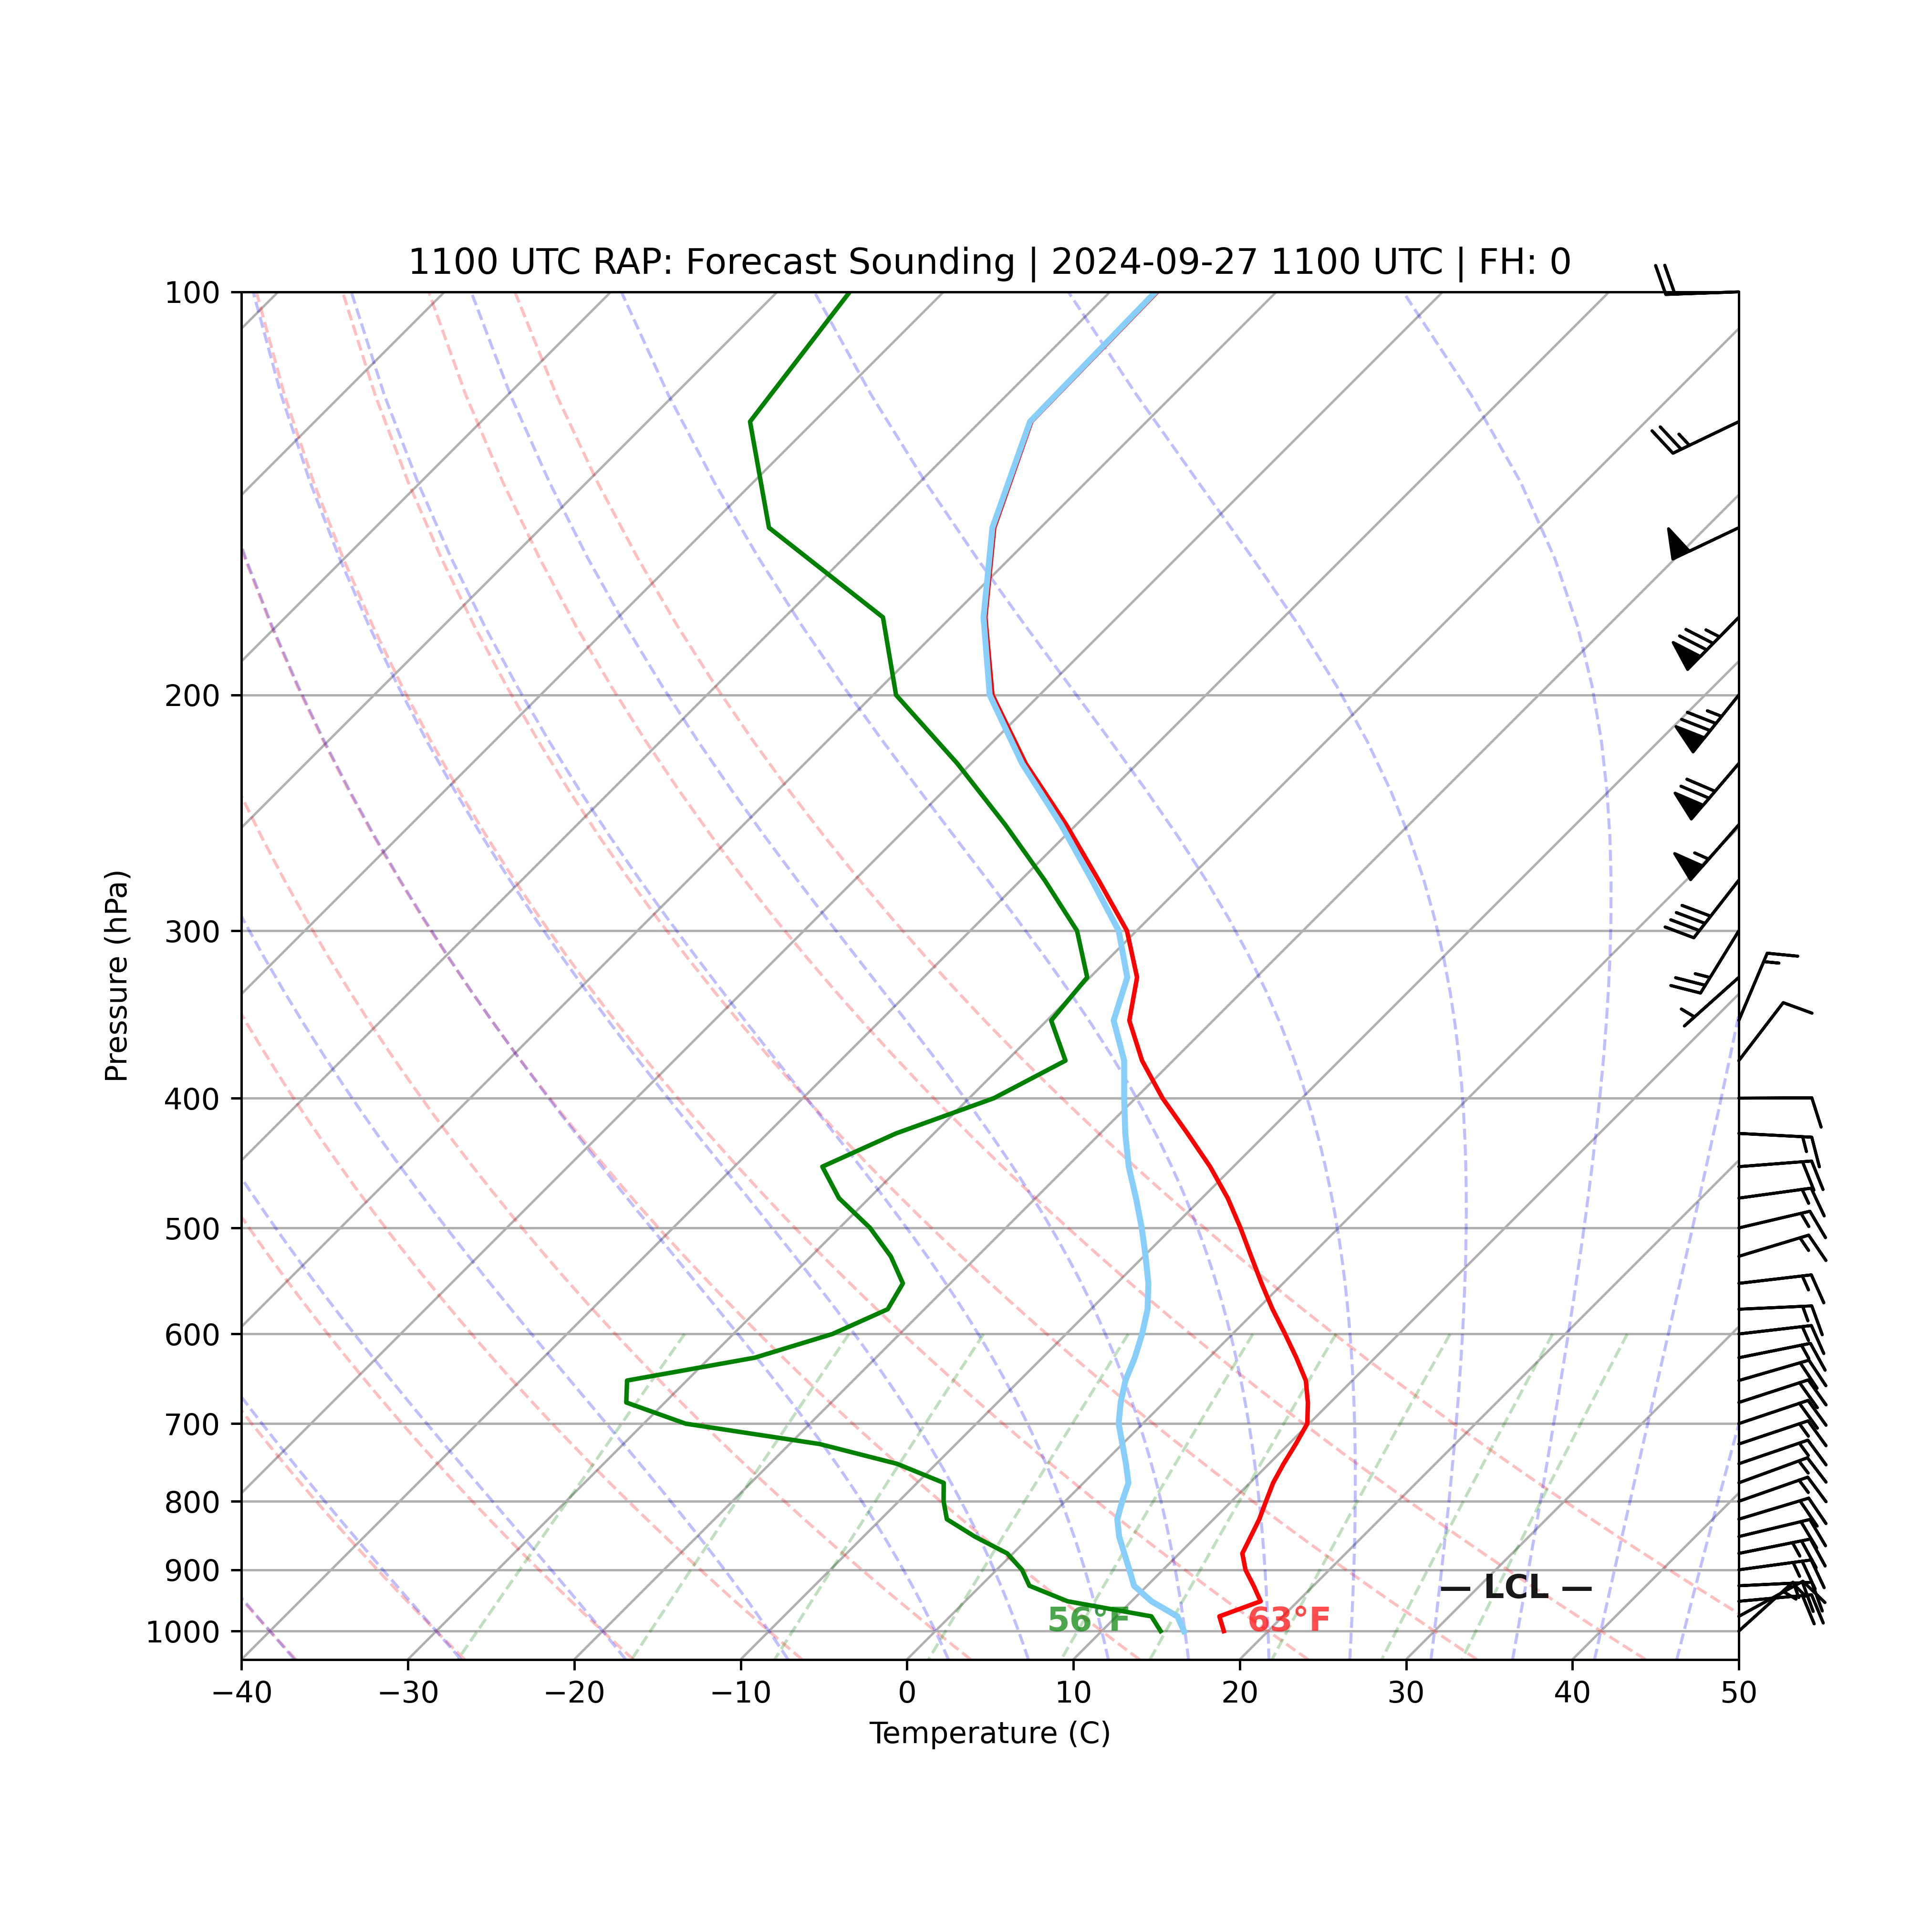 1100 UTC RAP: Forecast Sounding | 2024-09-27 1100 UTC | FH: 0
100
200
300
400
500
600
700
800
900
1000
Pressure (hPa)
— LCL —
56°F
63°F
−40 −30 −20 −10 0 10 20 30 40 50
Temperature (C)